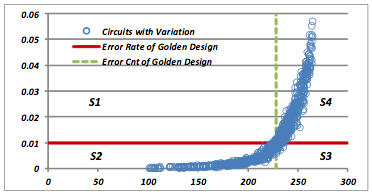 0.06
Circuits with Variation
0.05
Error Rate of Golden Design
0.04
Error Cnt of Golden Design
0.03
S1
S4
0.02
0.01
S2
S3
0
0
50
100
150
200
250
300